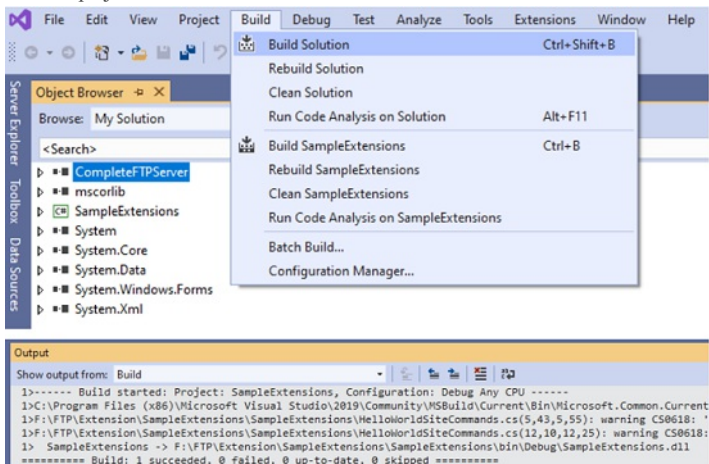 File Edit View Project Build Debug Test Analyze Tools Extensions Window Help
Build Solution Ctrl+Shift+B
Rebuild Solution
Clean Solution
Run Code Analysis on Solution Alt+F11
Build SampleExtensions Ctrl+B
Rebuild SampleExtensions
Clean SampleExtensions
Run Code Analysis on SampleExtensions
Batch Build...
Configuration Manager...
Server Explorer
Toolbox
Data Sources
Object Browser
Browse: My Solution
<Search>
CompleteFTPServer
mscorlib
C# SampleExtensions
System
System.Core
System.Data
System.Windows.Forms
System.Xml
Output
Show output from: Build
1>------ Build started: Project: SampleExtensions, Configuration: Debug Any CPU ------
1>C:\Program Files (x86)\Microsoft Visual Studio\2019\Community\MSBuild\Current\Bin\Microsoft.Common.Current
1>F:\FTP\Extension\SampleExtensions\SampleExtensions\HelloWorldSiteCommands.cs(5,43,5,55): warning CS0618: '
1>F:\FTP\Extension\SampleExtensions\SampleExtensions\HelloWorldSiteCommands.cs(12,10,12,25): warning CS0618:
1> SampleExtensions -> F:\FTP\Extension\SampleExtensions\SampleExtensions\bin\Debug\SampleExtensions.dll
========== Build: 1 succeeded, 0 failed, 0 up-to-date, 0 skipped ==========